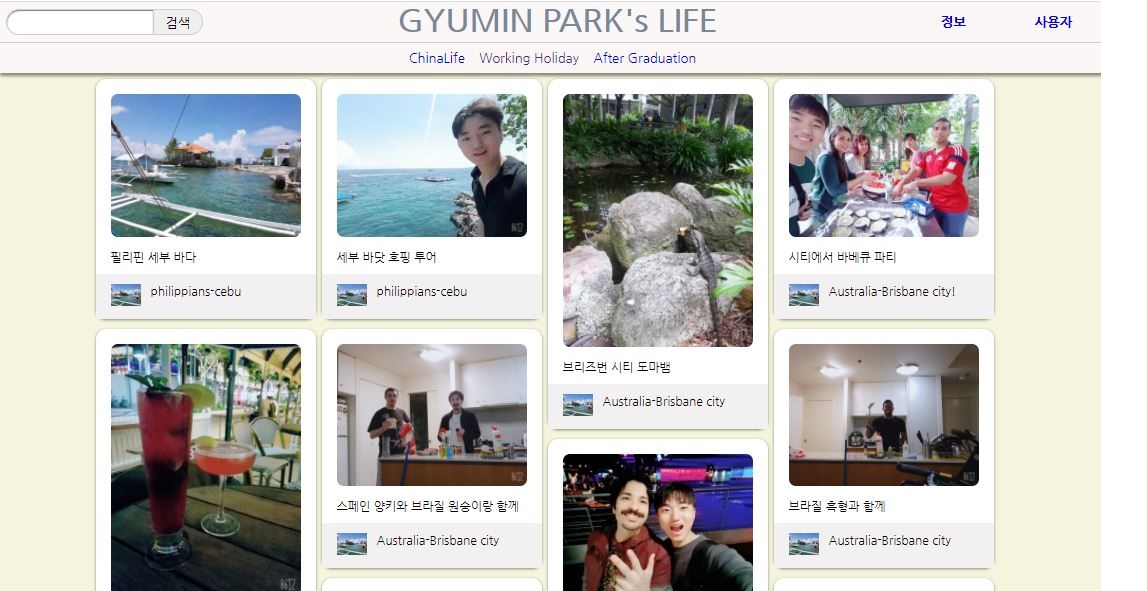 검색
GYUMIN PARK's LIFE
정보
사용자
ChinaLife
Working Holiday
After Graduation
필리핀 세부 바다
philippians-cebu
세부 바닷 호핑 투어
philippians-cebu
브리즈번 시티 도마뱀
Australia-Brisbane city
시티에서 바베큐 파티
Australia-Brisbane city!
스페인 양키와 브라질 원숭이랑 함께
Australia-Brisbane city
브라질 흑형과 함께
Australia-Brisbane city
B612